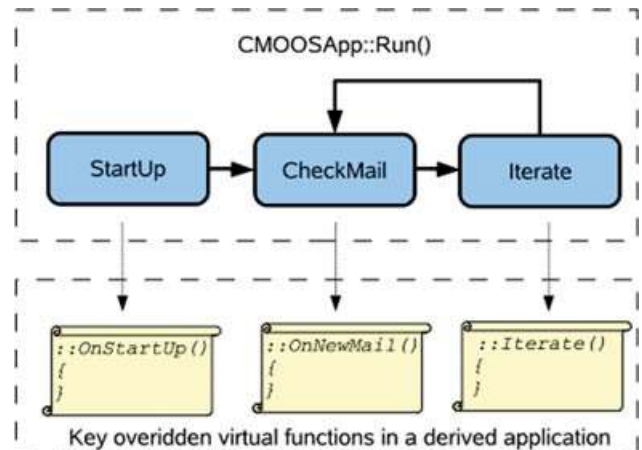 CMOOSApp::Run()
StartUp
CheckMail
Iterate
::OnStartUp()
{
}
::OnNewMail()
{
}
::Iterate()
{
}
Key overidden virtual functions in a derived application